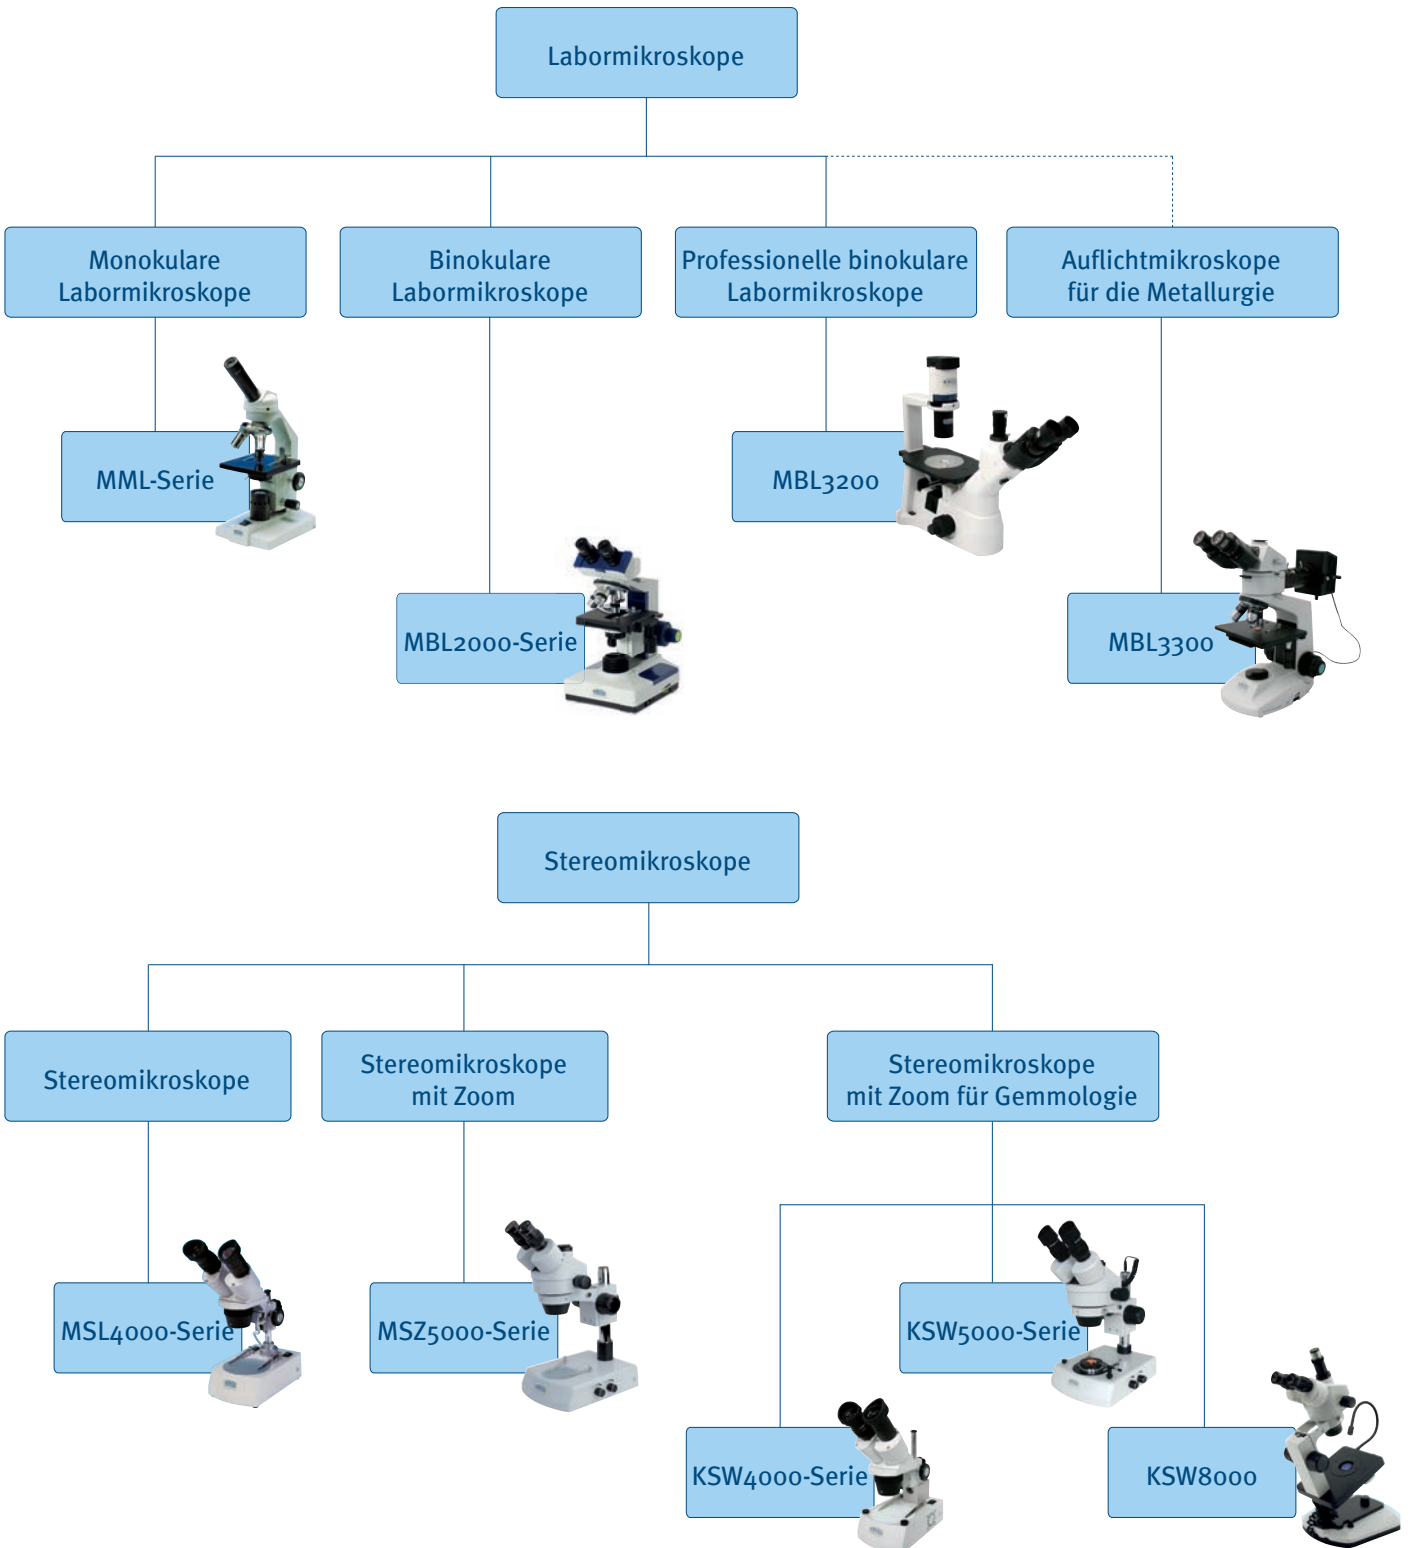 Labormikroskope
Monokulare
Labormikroskope
Binokulare
Labormikroskope
Professionelle binokulare
Labormikroskope
Auflichtmikroskope
für die Metallurgie
MML-Serie
MBL3200
MBL2000-Serie
MBL3300
Stereomikroskope
Stereomikroskope
Stereomikroskope
mit Zoom
Stereomikroskope
mit Zoom für Gemmologie
MSL4000-Serie
MSZ5000-Serie
KSW5000-Serie
KSW4000-Serie
KSW8000